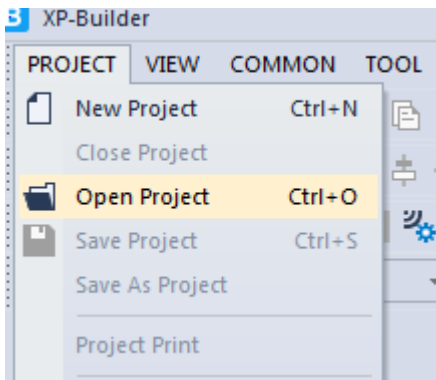 XP-Builder
PROJECT VIEW COMMON TOOL
New Project Ctrl+N
Close Project
Open Project Ctrl+O
Save Project Ctrl+S
Save As Project
Project Print